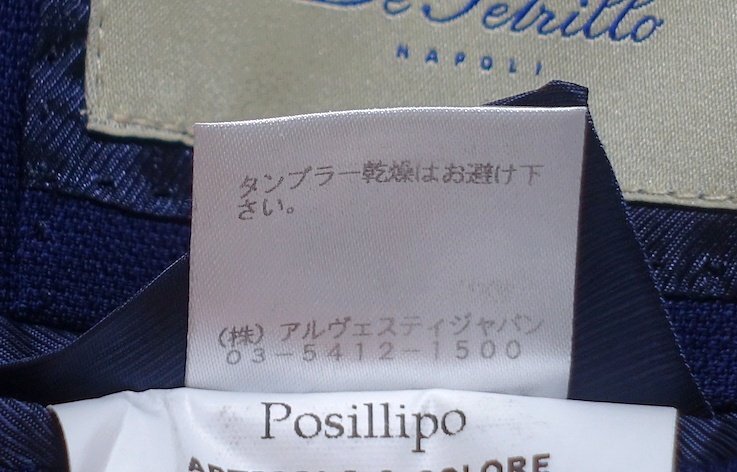 De Petrillo
NAPOLI
タンブラー乾燥はお避け下
さい。
（株）アルヴェスティジャパン
０３－５４１２－１５００
Posillipo